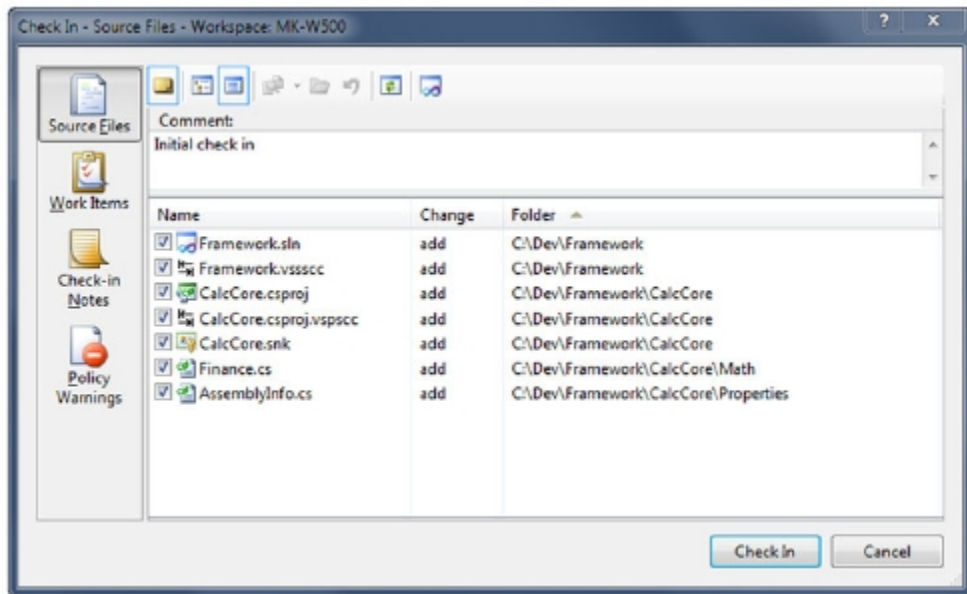 Check In - Source Files - Workspace: MK-W500
Source Files
Work Items
Check-in
Notes
Policy
Warnings
Comment:
Initial check in
Name Change Folder
Framework.sln add C:\Dev\Framework
Framework.vssscc add C:\Dev\Framework
CalcCore.csproj add C:\Dev\Framework\CalcCore
CalcCore.csproj.vspscc add C:\Dev\Framework\CalcCore
CalcCore.snk add C:\Dev\Framework\CalcCore
Finance.cs add C:\Dev\Framework\CalcCore\Math
AssemblyInfo.cs add C:\Dev\Framework\CalcCore\Properties
Check In Cancel